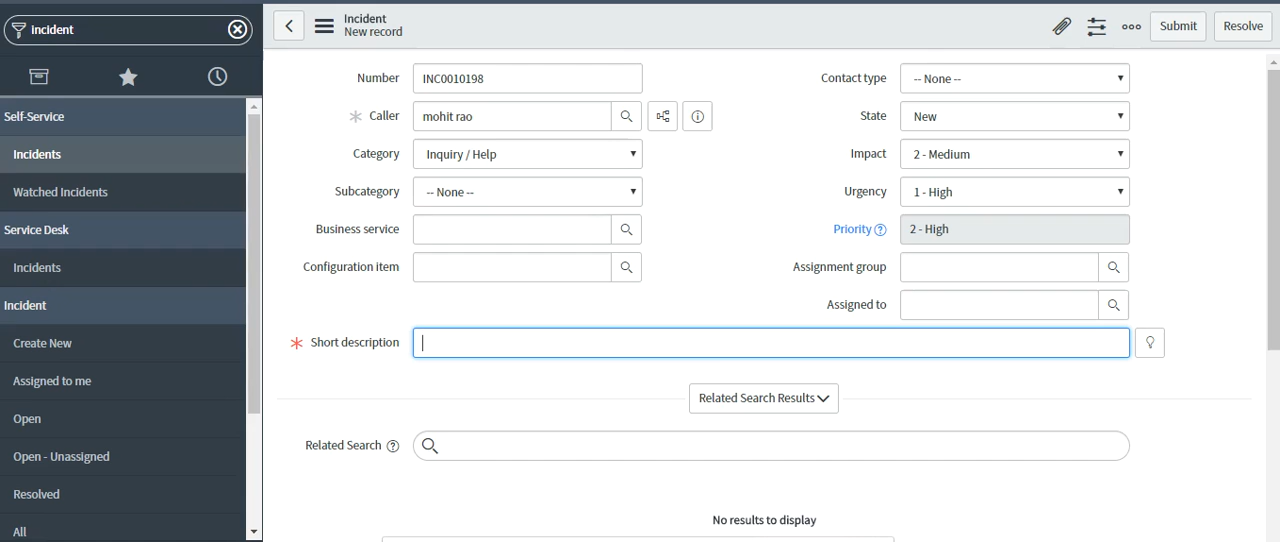 Incident
Self-Service
Incidents
Watched Incidents
Service Desk
Incidents
Incident
Create New
Assigned to me
Open
Open - Unassigned
Resolved
All
Incident
New record
Submit
Resolve
Number INC0010198
Caller mohit rao
Category Inquiry / Help
Subcategory -- None --
Business service
Configuration item
Contact type -- None --
State New
Impact 2 - Medium
Urgency 1 - High
Priority 2 - High
Assignment group
Assigned to
Short description
Related Search Results
Related Search
No results to display